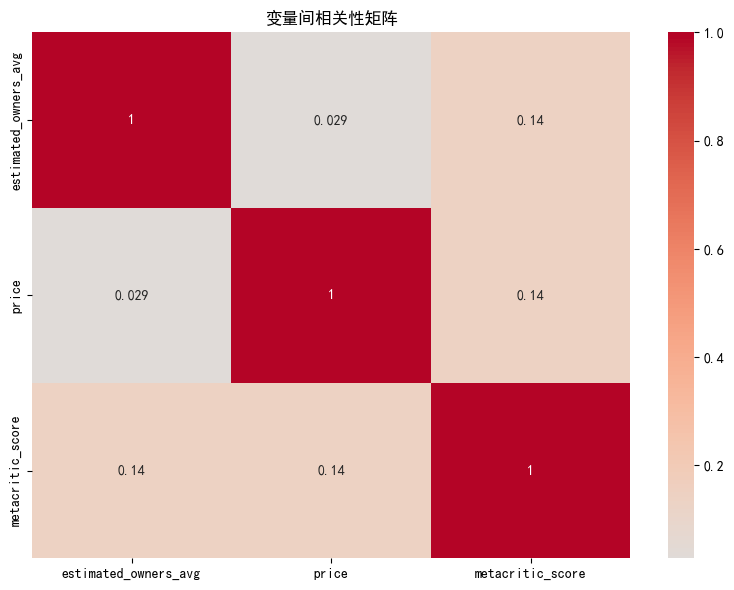 变量间相关性矩阵
estimated_owners_avg
1
0.029
0.14
price
0.029
1
0.14
metacritic_score
0.14
0.14
1
estimated_owners_avg
price
metacritic_score
1.0
0.8
0.6
0.4
0.2